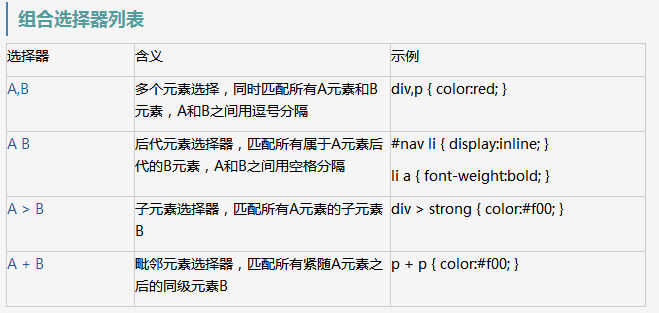 组合选择器列表
选择器 含义 示例
A,B 多个元素选择，同时匹配所有A元素和B元素，A和B之间用逗号分隔 div,p { color:red; }
A B 后代元素选择器，匹配所有属于A元素后代的B元素，A和B之间用空格分隔 #nav li { display:inline; }
li a { font-weight:bold; }
A > B 子元素选择器，匹配所有A元素的子元素B div > strong { color:#f00; }
A + B 毗邻元素选择器，匹配所有紧随A元素之后的同级元素B p + p { color:#f00; }